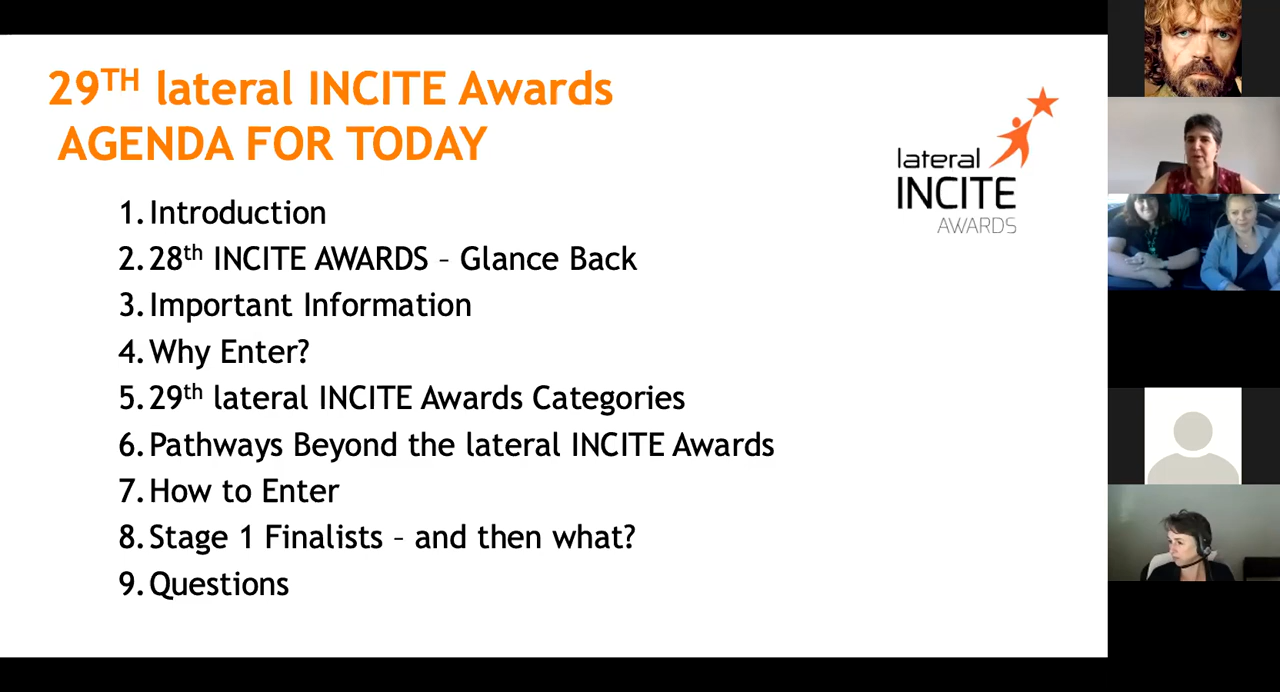 29TH lateral INCITE Awards
AGENDA FOR TODAY
lateral
INCITE
AWARDS
1. Introduction
2. 28th INCITE AWARDS – Glance Back
3. Important Information
4. Why Enter?
5. 29th lateral INCITE Awards Categories
6. Pathways Beyond the lateral INCITE Awards
7. How to Enter
8. Stage 1 Finalists – and then what?
9. Questions